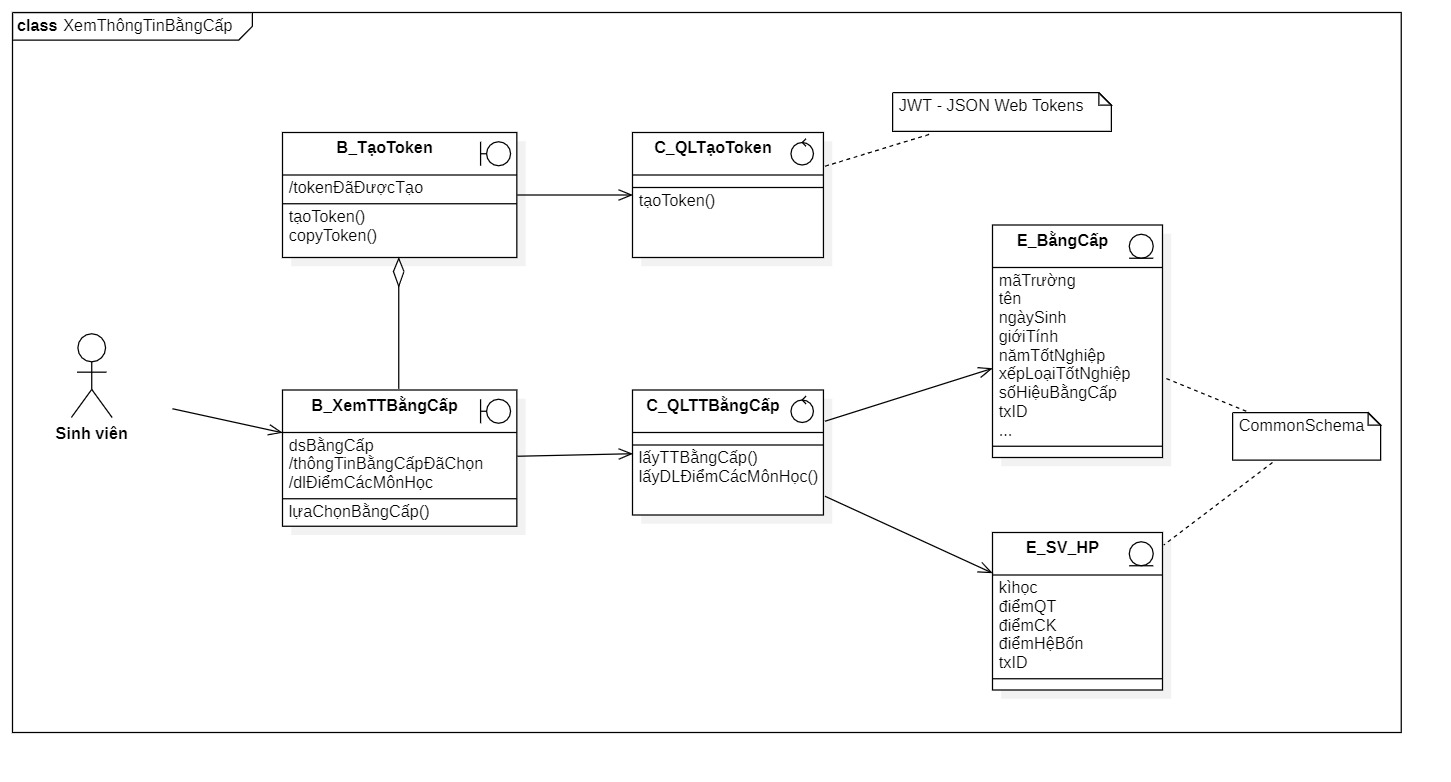 class XemThôngTinBằngCấp
JWT - JSON Web Tokens
B_TạoToken
/tokenĐãĐượcTạo
tạoToken()
copyToken()
C_QLTạoToken
tạoToken()
E_BằngCấp
mãTrường
tên
ngàySinh
giớiTính
nămTốtNghiệp
xếpLoạiTốtNghiệp
sốHiệuBằngCấp
txID
...
Sinh viên
B_XemTTBằngCấp
dsBằngCấp
/thôngTinBằngCấpĐãChọn
/dlĐiểmCácMônHọc
lựaChọnBằngCấp()
C_QLTTBằngCấp
lấyTTBằngCấp()
lấyDLĐiểmCácMônHọc()
CommonSchema
E_SV_HP
kìhọc
điểmQT
điểmCK
điểmHệBốn
txID